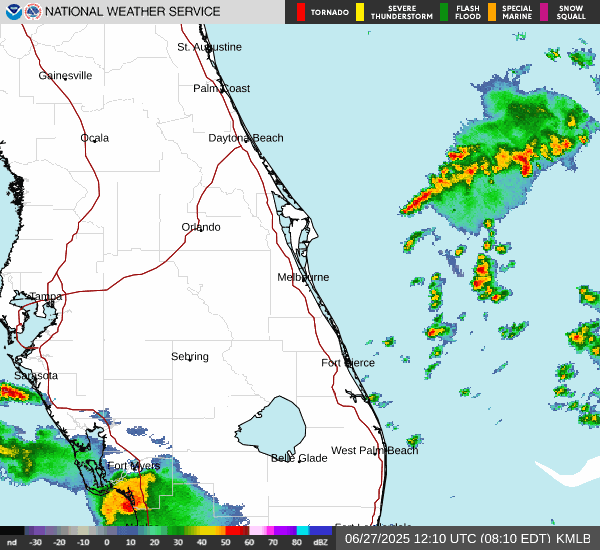 NATIONAL WEATHER SERVICE
TORNADO
SEVERE THUNDERSTORM
FLASH FLOOD
SPECIAL MARINE
SNOW SQUALL
St. Augustine
Gainesville
Palm Coast
Ocala
Daytona Beach
Orlando
Melbourne
Tampa
Sebring
Fort Pierce
Sarasota
West Palm Beach
Belle Glade
Fort Myers
nd -30 -20 -10 0 10 20 30 40 50 60 70 80 dBZ
06/27/2025 12:10 UTC (08:10 EDT) KMLB